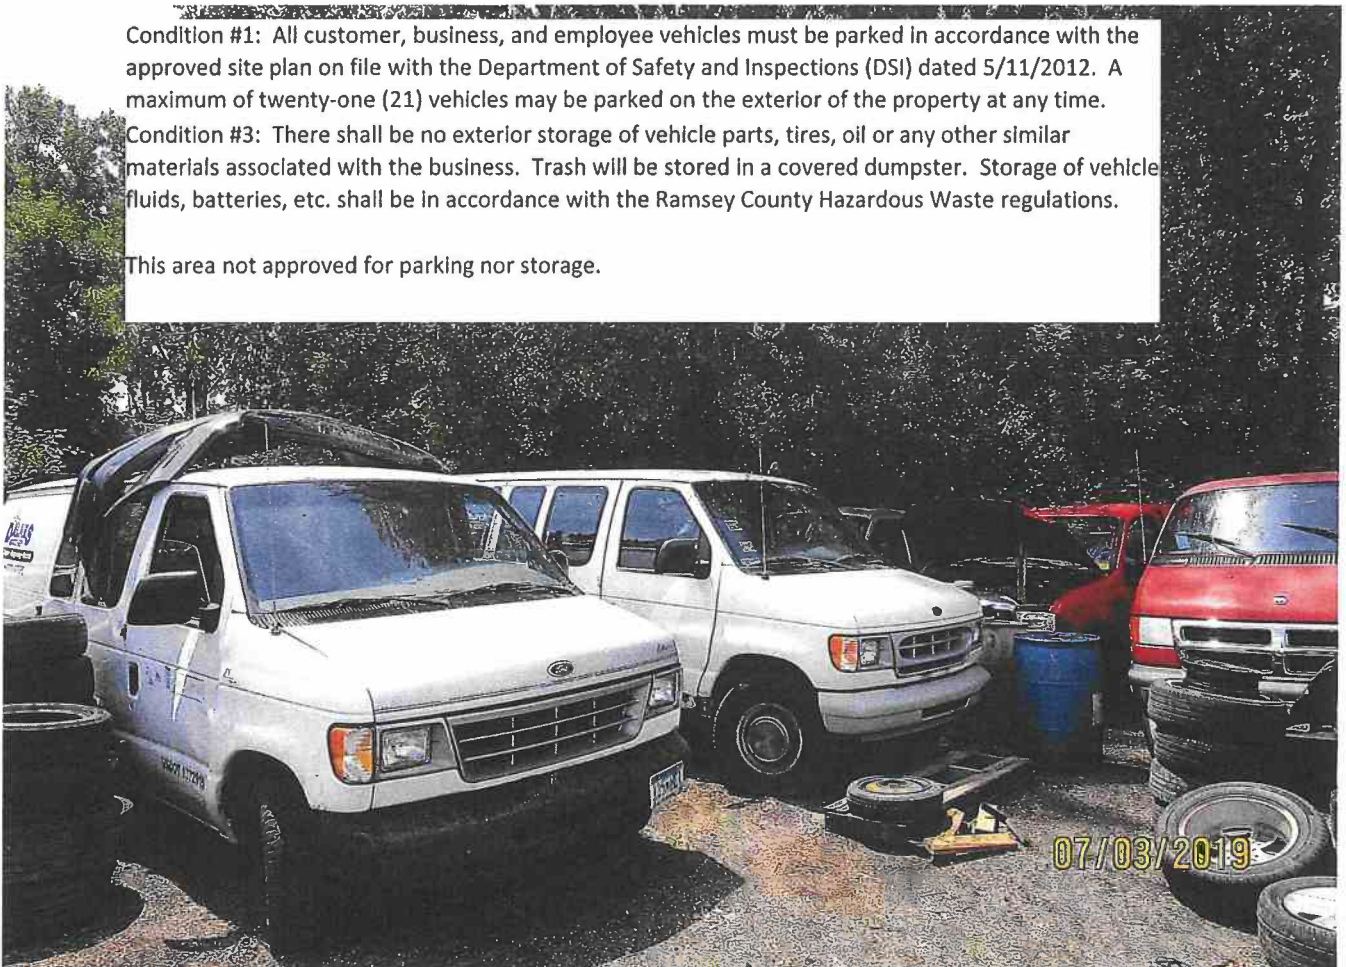 Condition #1: All customer, business, and employee vehicles must be parked in accordance with the
approved site plan on file with the Department of Safety and Inspections (DSI) dated 5/11/2012. A
maximum of twenty-one (21) vehicles may be parked on the exterior of the property at any time.
Condition #3: There shall be no exterior storage of vehicle parts, tires, oil or any other similar
materials associated with the business. Trash will be stored in a covered dumpster. Storage of vehicle
fluids, batteries, etc. shall be in accordance with the Ramsey County Hazardous Waste regulations.
This area not approved for parking nor storage.
07/03/2019